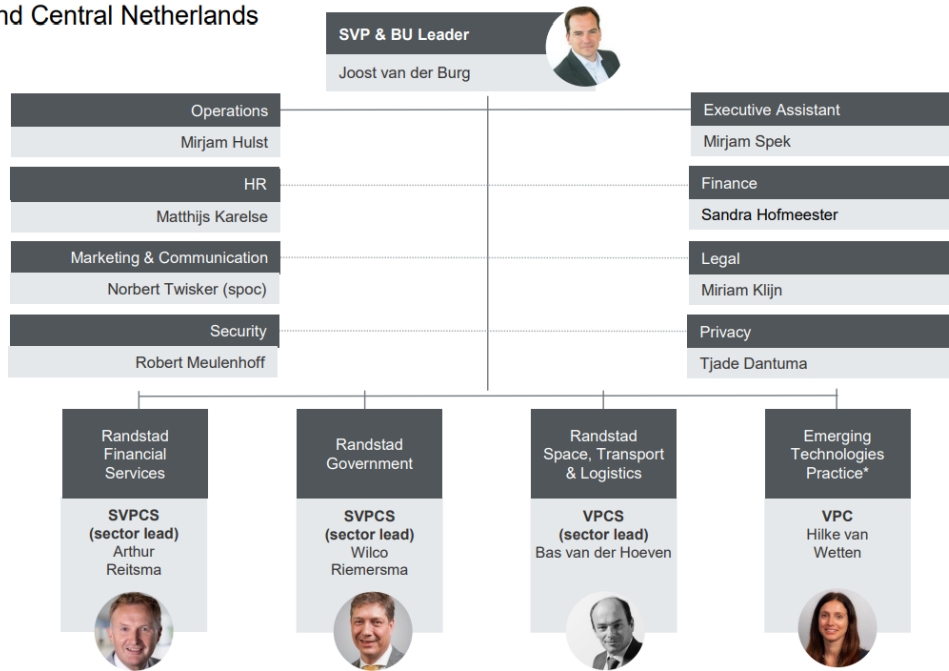 nd Central Netherlands
SVP & BU Leader
Joost van der Burg
Operations
Mirjam Hulst
Executive Assistant
Mirjam Spek
HR
Matthijs Karelse
Finance
Sandra Hofmeester
Marketing & Communication
Norbert Twisker (spoc)
Legal
Miriam Klijn
Security
Robert Meulenhoff
Privacy
Tjade Dantuma
Randstad
Financial
Services
SVPCS
(sector lead)
Arthur
Reitsma
Randstad
Government
SVPCS
(sector lead)
Wilco
Riemersma
Randstad
Space, Transport
& Logistics
VPCS
(sector lead)
Bas van der Hoeven
Emerging
Technologies
Practice*
VPC
Hilke van
Wetten